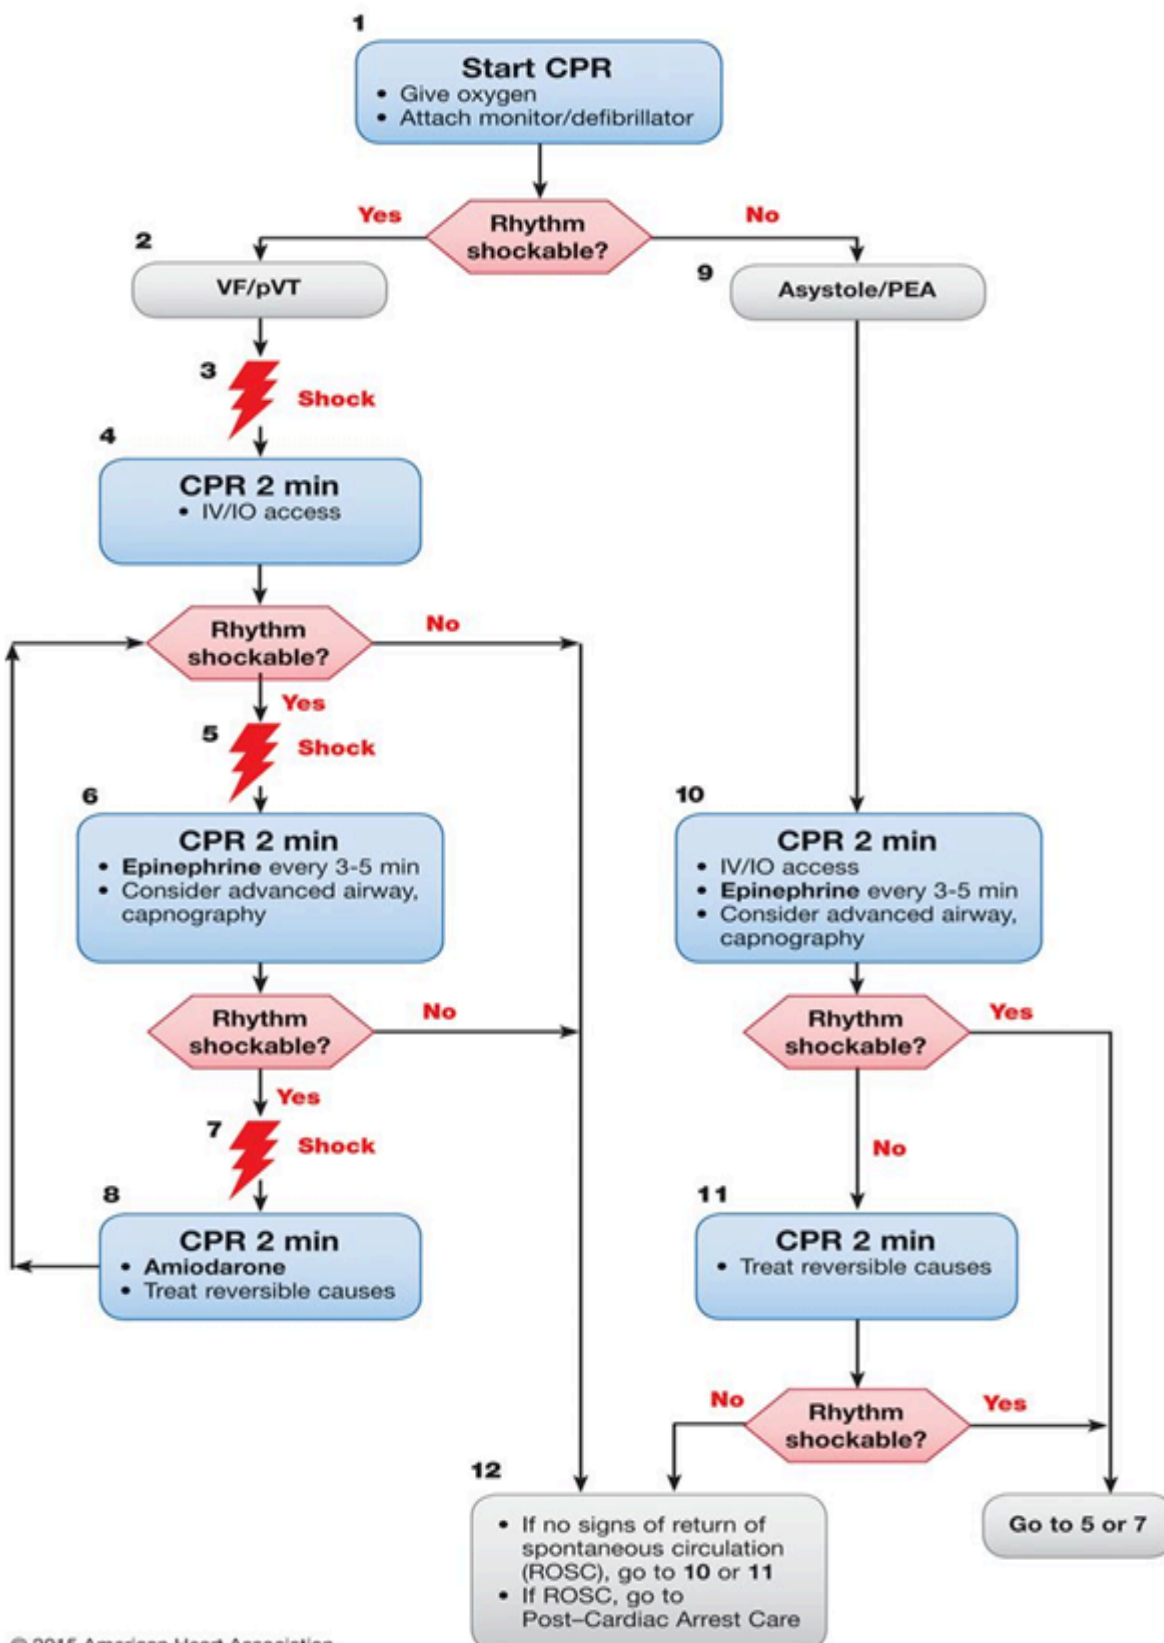 1
Start CPR
• Give oxygen
• Attach monitor/defibrillator
Rhythm
shockable?
Yes
No
2
VF/pVT
9
Asystole/PEA
3
Shock
4
CPR 2 min
• IV/IO access
Rhythm
shockable?
No
Yes
5
Shock
6
CPR 2 min
• Epinephrine every 3-5 min
• Consider advanced airway,
capnography
Rhythm
shockable?
No
Yes
7
Shock
8
CPR 2 min
• Amiodarone
• Treat reversible causes
10
CPR 2 min
• IV/IO access
• Epinephrine every 3-5 min
• Consider advanced airway,
capnography
Rhythm
shockable?
Yes
No
11
CPR 2 min
• Treat reversible causes
Rhythm
shockable?
No
Yes
12
• If no signs of return of
spontaneous circulation
(ROSC), go to 10 or 11
• If ROSC, go to
Post–Cardiac Arrest Care
Go to 5 or 7
© 2015 American Heart Association